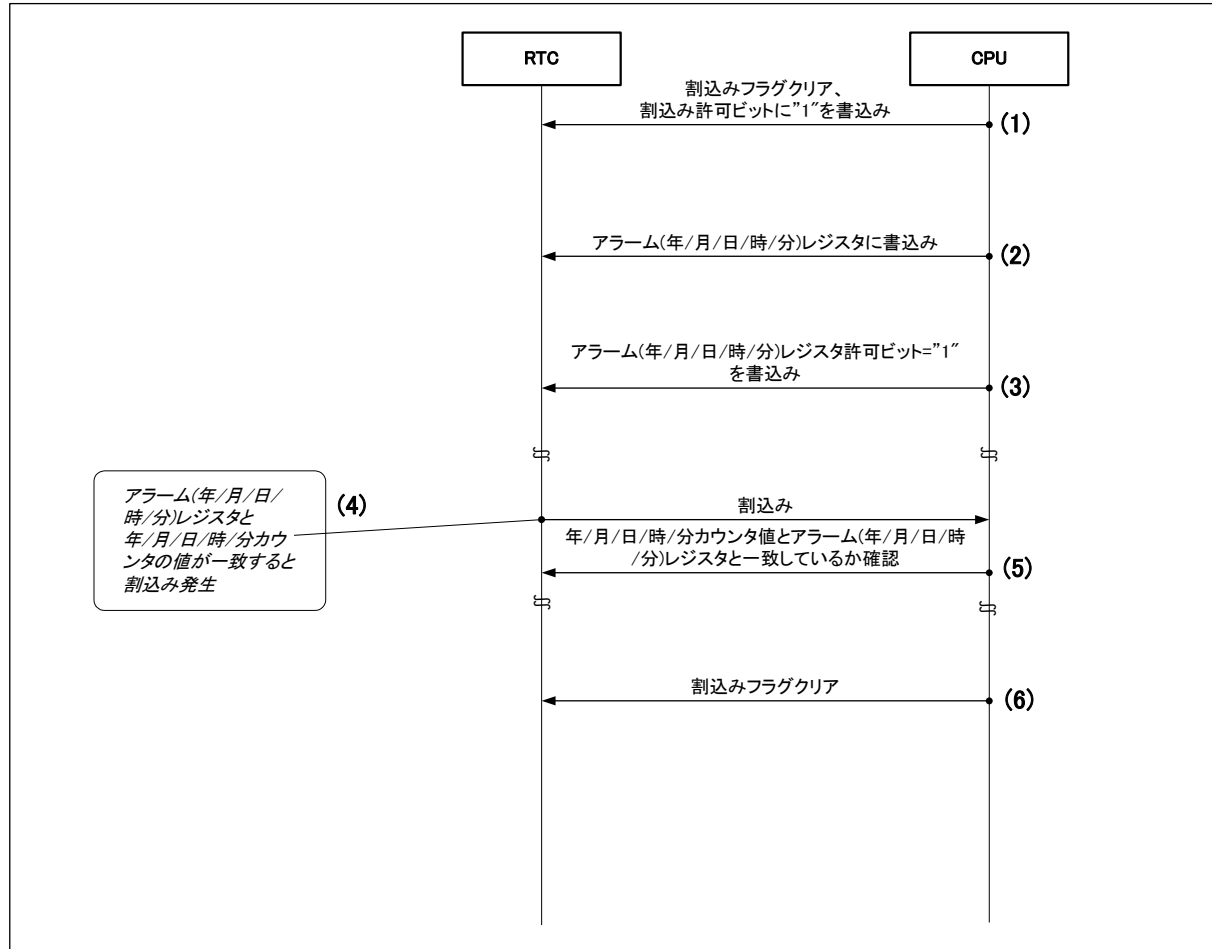 RTC
CPU
割込みフラグクリア、
割込み許可ビットに”1”を書込み
(1)
アラーム(年/月/日/時/分)レジスタに書込み
(2)
アラーム(年/月/日/時/分)レジスタ許可ビット=”1”
を書込み
(3)
アラーム(年/月/日/
時/分)レジスタと
年/月/日/時/分カウ
ンタの値が一致すると
割込み発生
(4)
割込み
年/月/日/時/分カウンタ値とアラーム(年/月/日/時
/分)レジスタと一致しているか確認
(5)
割込みフラグクリア
(6)